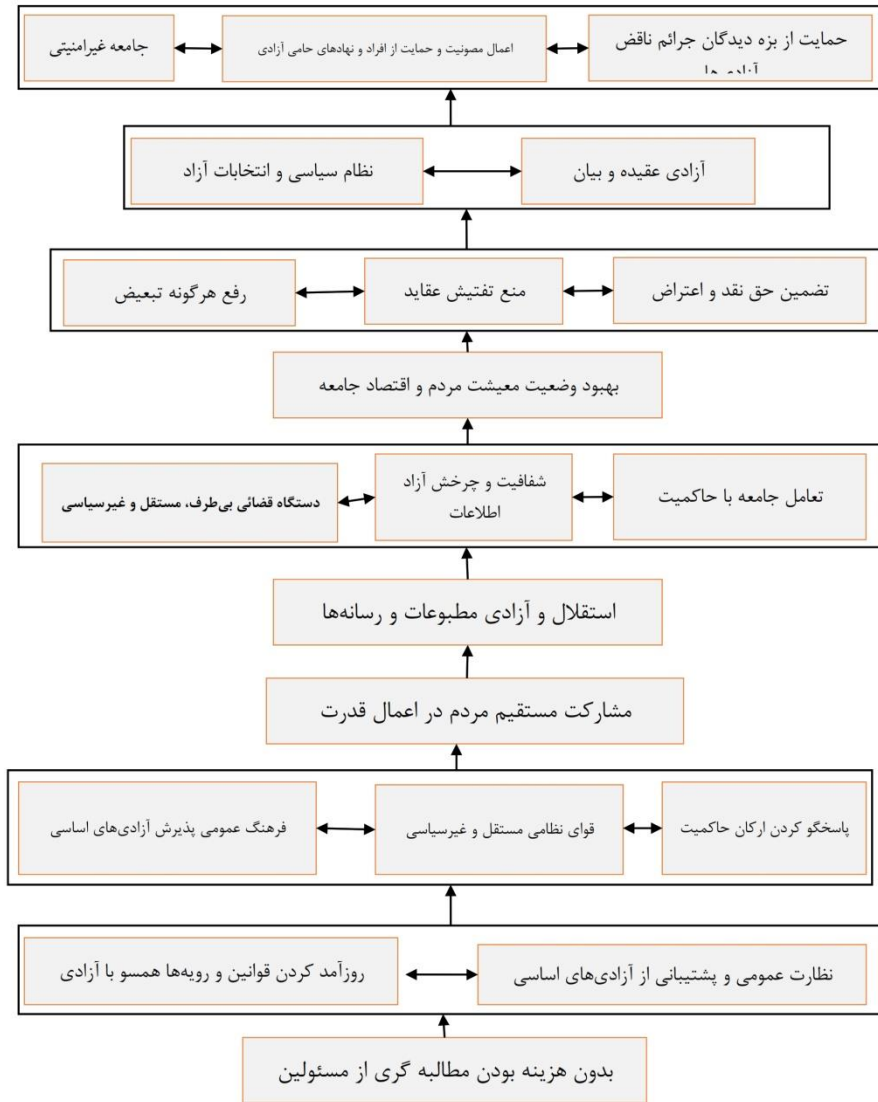 حمایت از بزه دیدگان جرائم ناقض
آزادی‌ها
اعمال مصونیت و حمایت از افراد و نهادهای حامی آزادی
جامعه غیرامنیتی
آزادی عقیده و بیان
نظام سیاسی و انتخابات آزاد
تضمین حق نقد و اعتراض
منع تفتیش عقاید
رفع هرگونه تبعیض
بهبود وضعیت معیشت مردم و اقتصاد جامعه
تعامل جامعه با حاکمیت
شفافیت و چرخش آزاد
اطلاعات
دستگاه قضائی بی‌طرف، مستقل و غیرسیاسی
استقلال و آزادی مطبوعات و رسانه‌ها
مشارکت مستقیم مردم در اعمال قدرت
پاسخگو کردن ارکان حاکمیت
قوای نظامی مستقل و غیرسیاسی
فرهنگ عمومی پذیرش آزادی‌های اساسی
نظارت عمومی و پشتیبانی از آزادی‌های اساسی
روزآمد کردن قوانین و رویه‌ها همسو با آزادی
بدون هزینه بودن مطالبه گری از مسئولین